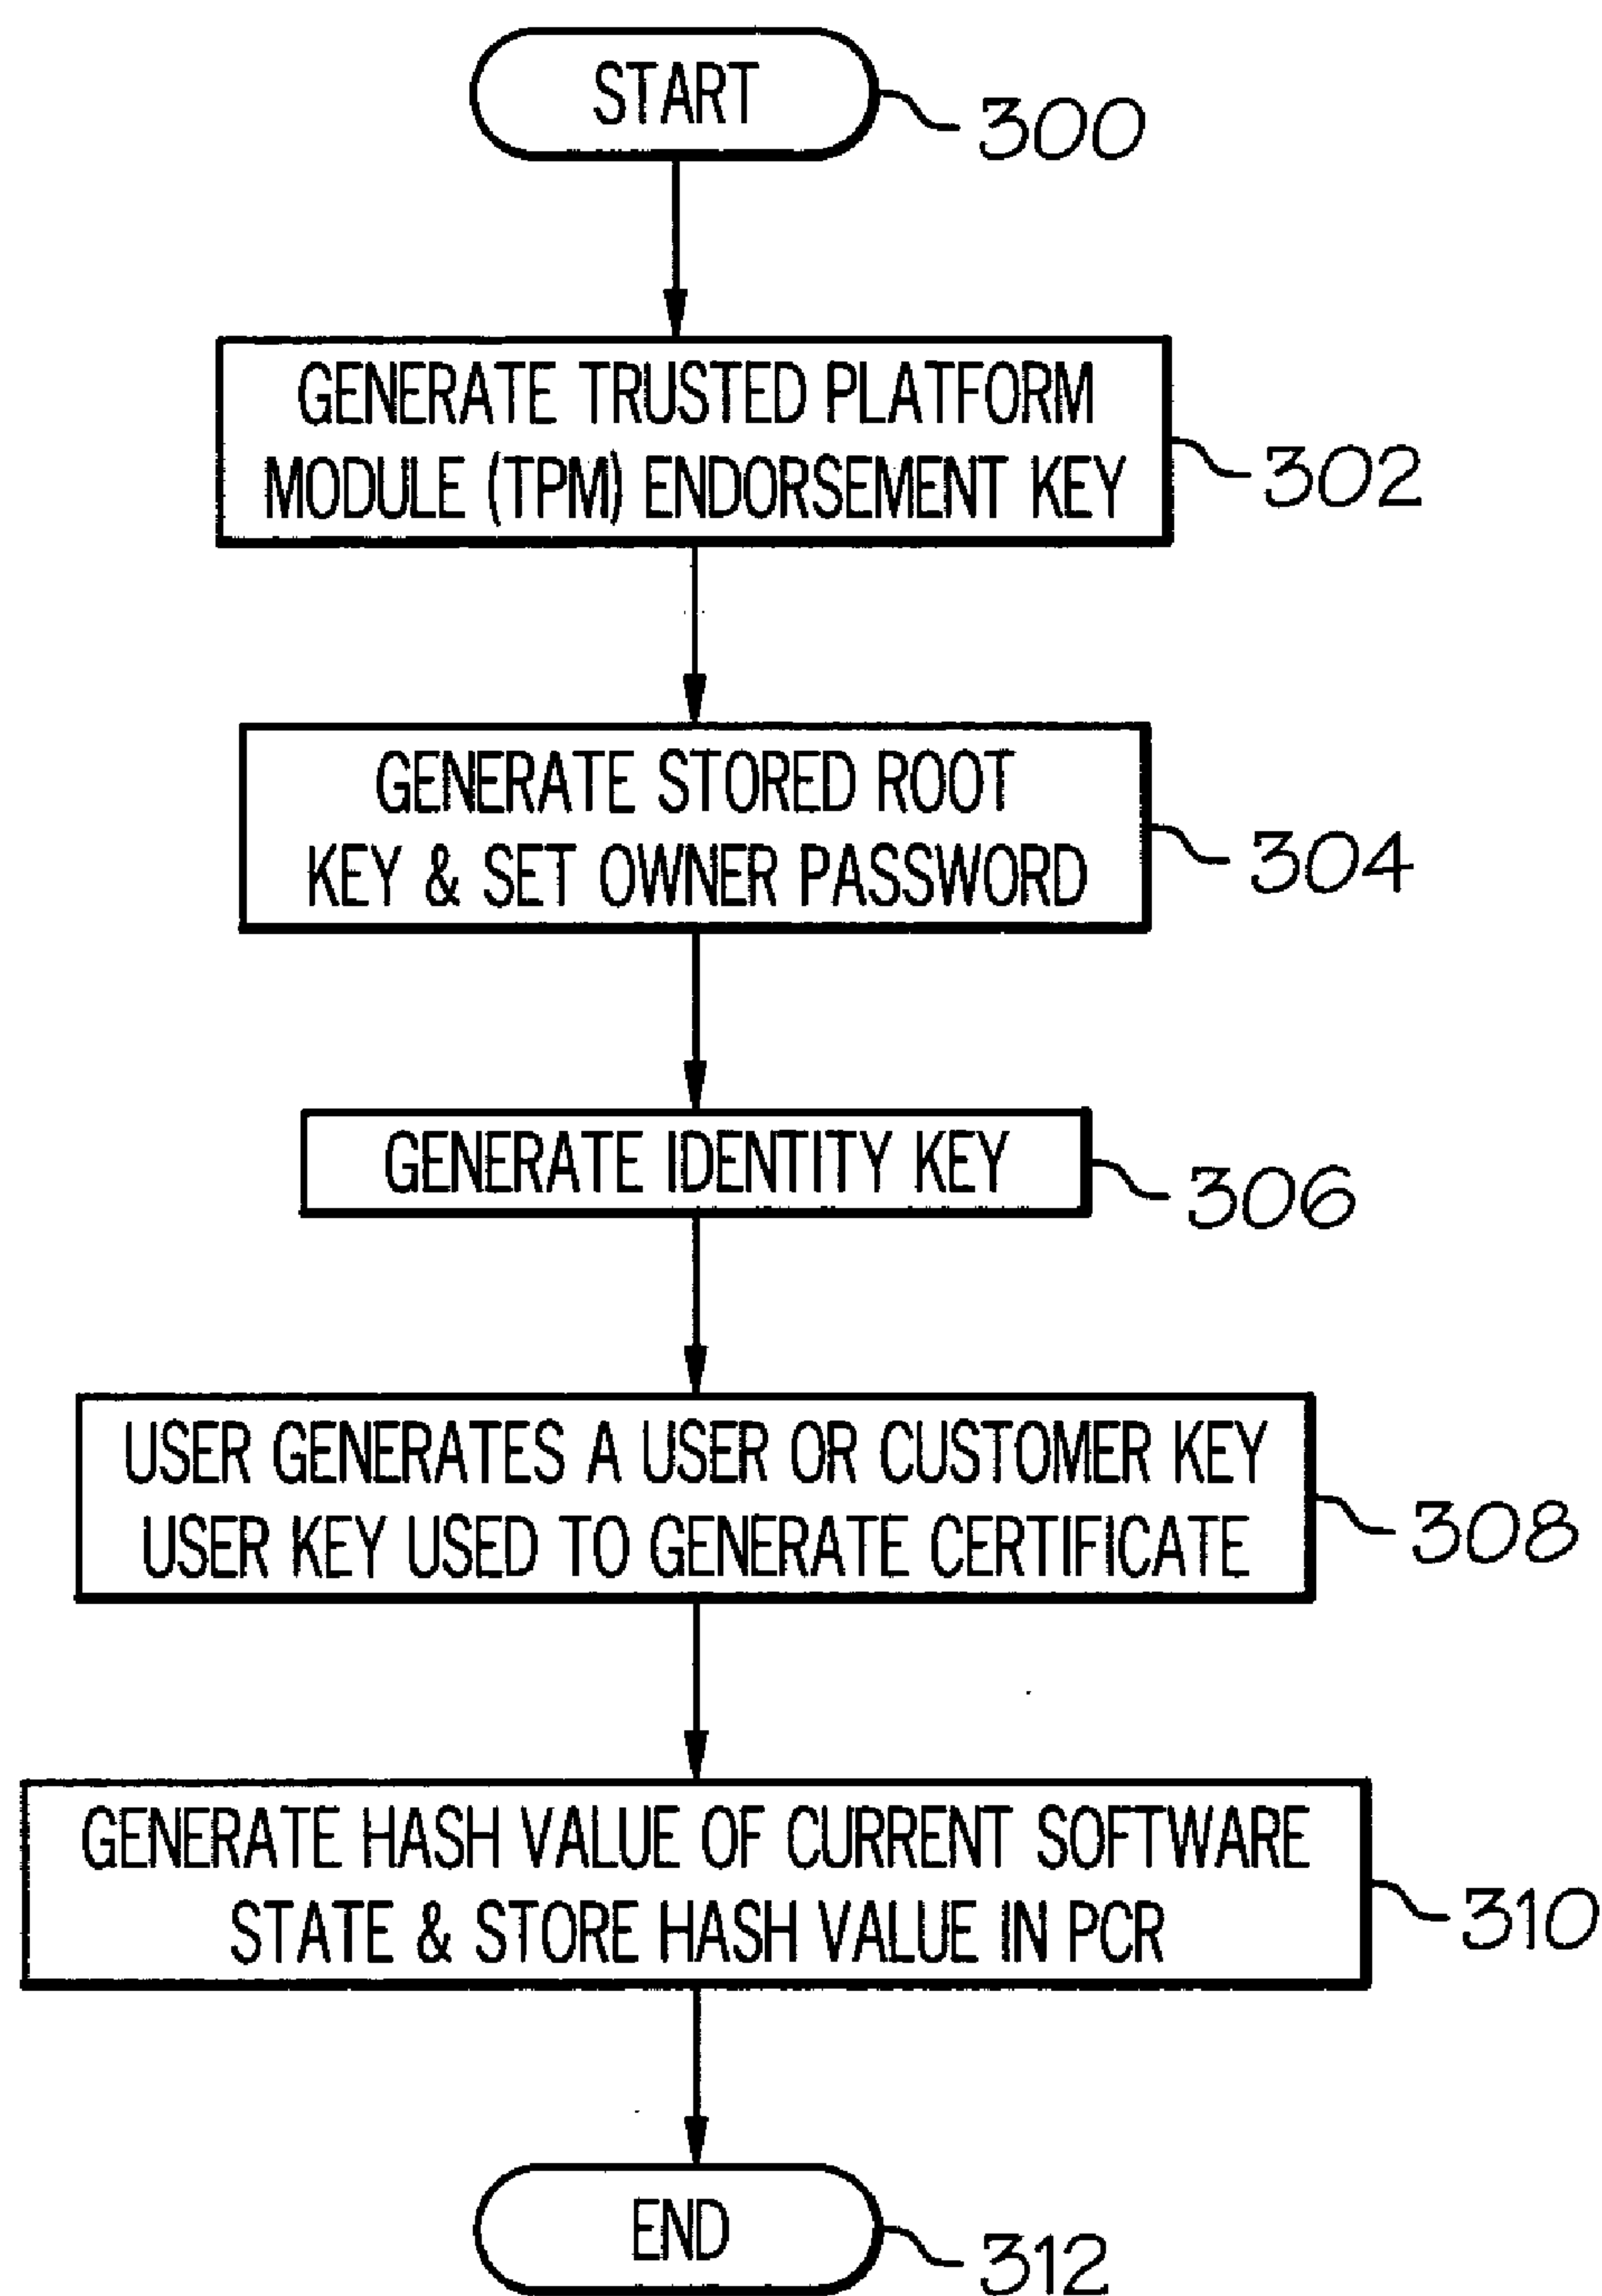 START
300
GENERATE TRUSTED PLATFORM
MODULE (TPM) ENDORSEMENT KEY
302
GENERATE STORED ROOT
KEY & SET OWNER PASSWORD
304
GENERATE IDENTITY KEY
306
USER GENERATES A USER OR CUSTOMER KEY
USER KEY USED TO GENERATE CERTIFICATE
308
GENERATE HASH VALUE OF CURRENT SOFTWARE
STATE & STORE HASH VALUE IN PCR
310
END
312